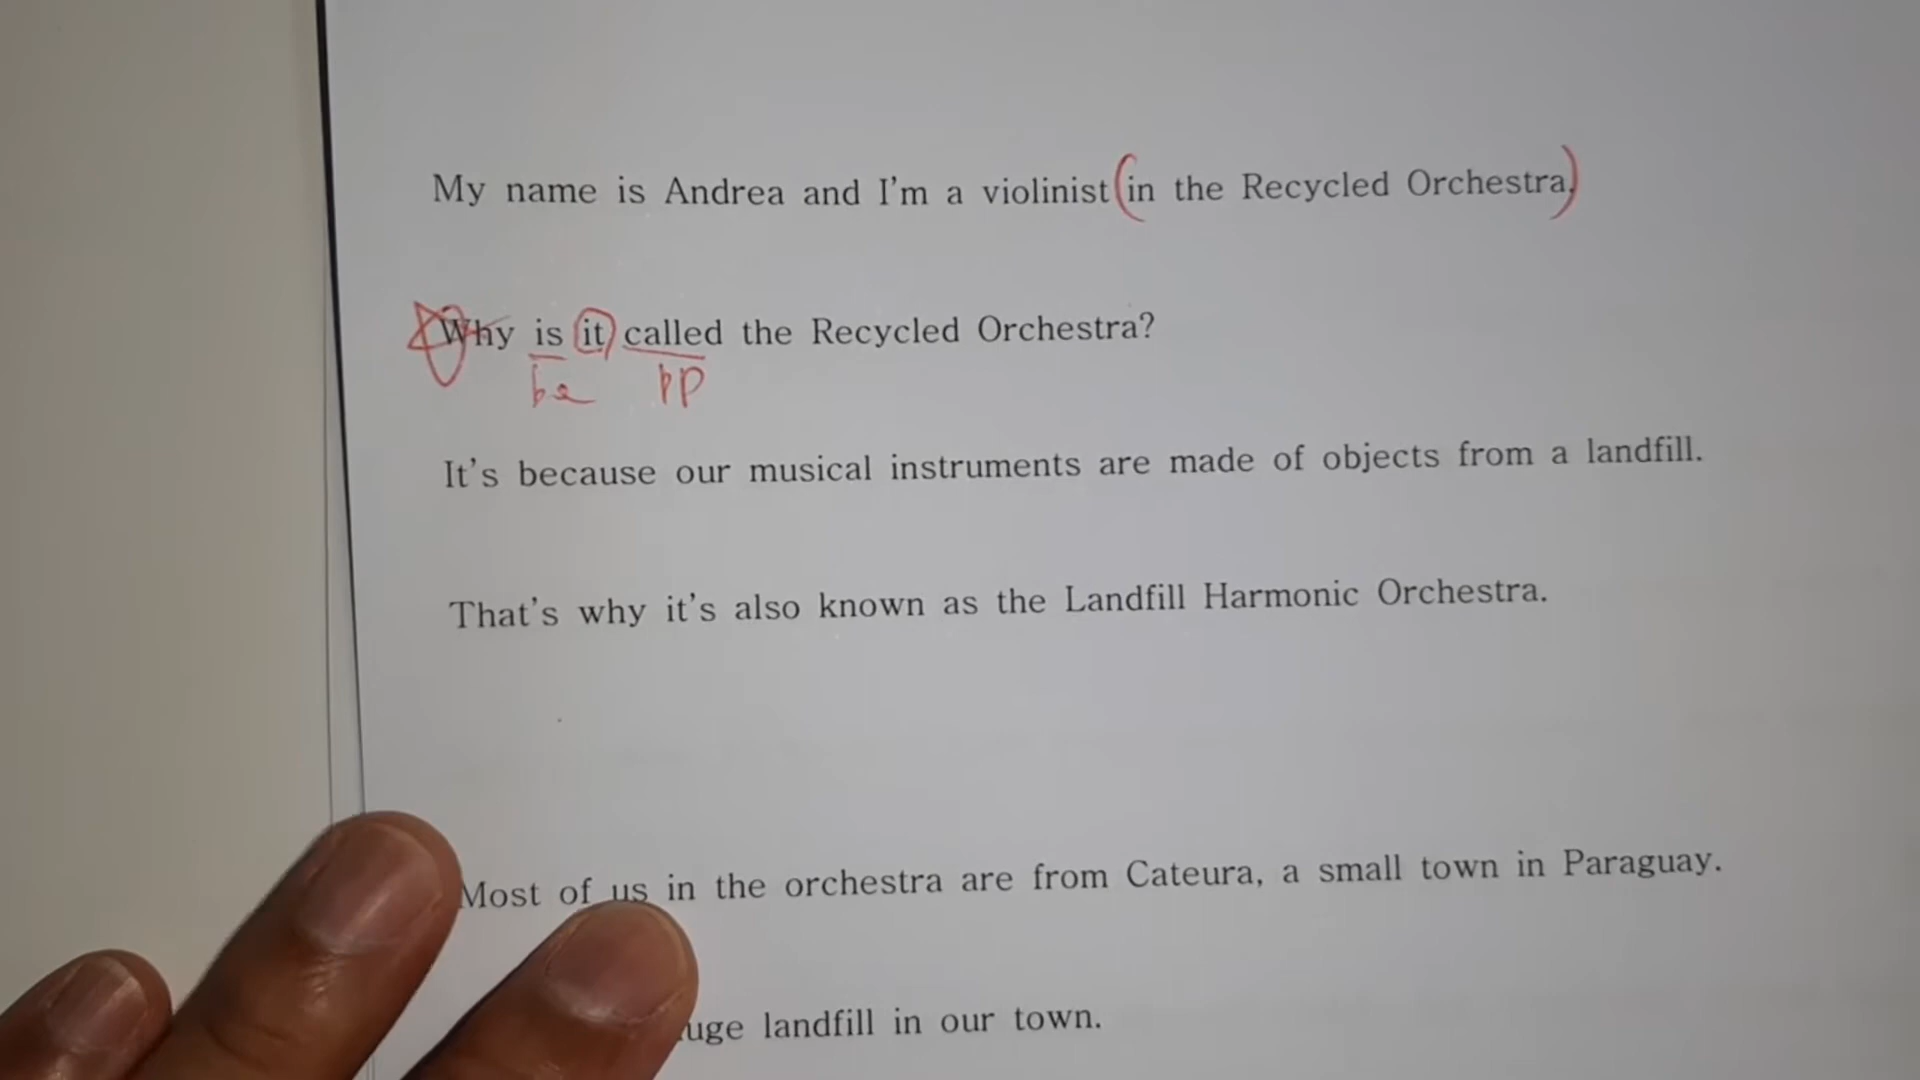 My name is Andrea and I'm a violinist (in the Recycled Orchestra.)
Why is it called the Recycled Orchestra?
be pp
It's because our musical instruments are made of objects from a landfill.
That's why it's also known as the Landfill Harmonic Orchestra.
Most of us in the orchestra are from Cateura, a small town in Paraguay.
landfill in our town.